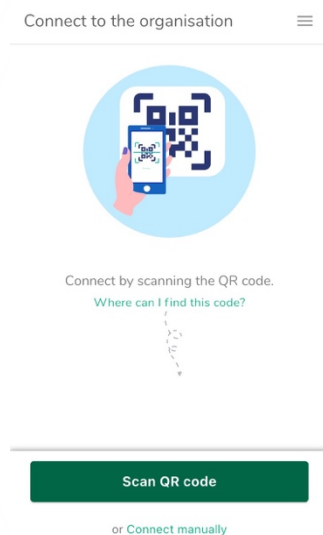 Connect to the organisation
Connect by scanning the QR code.
Where can I find this code?
Scan QR code
or Connect manually